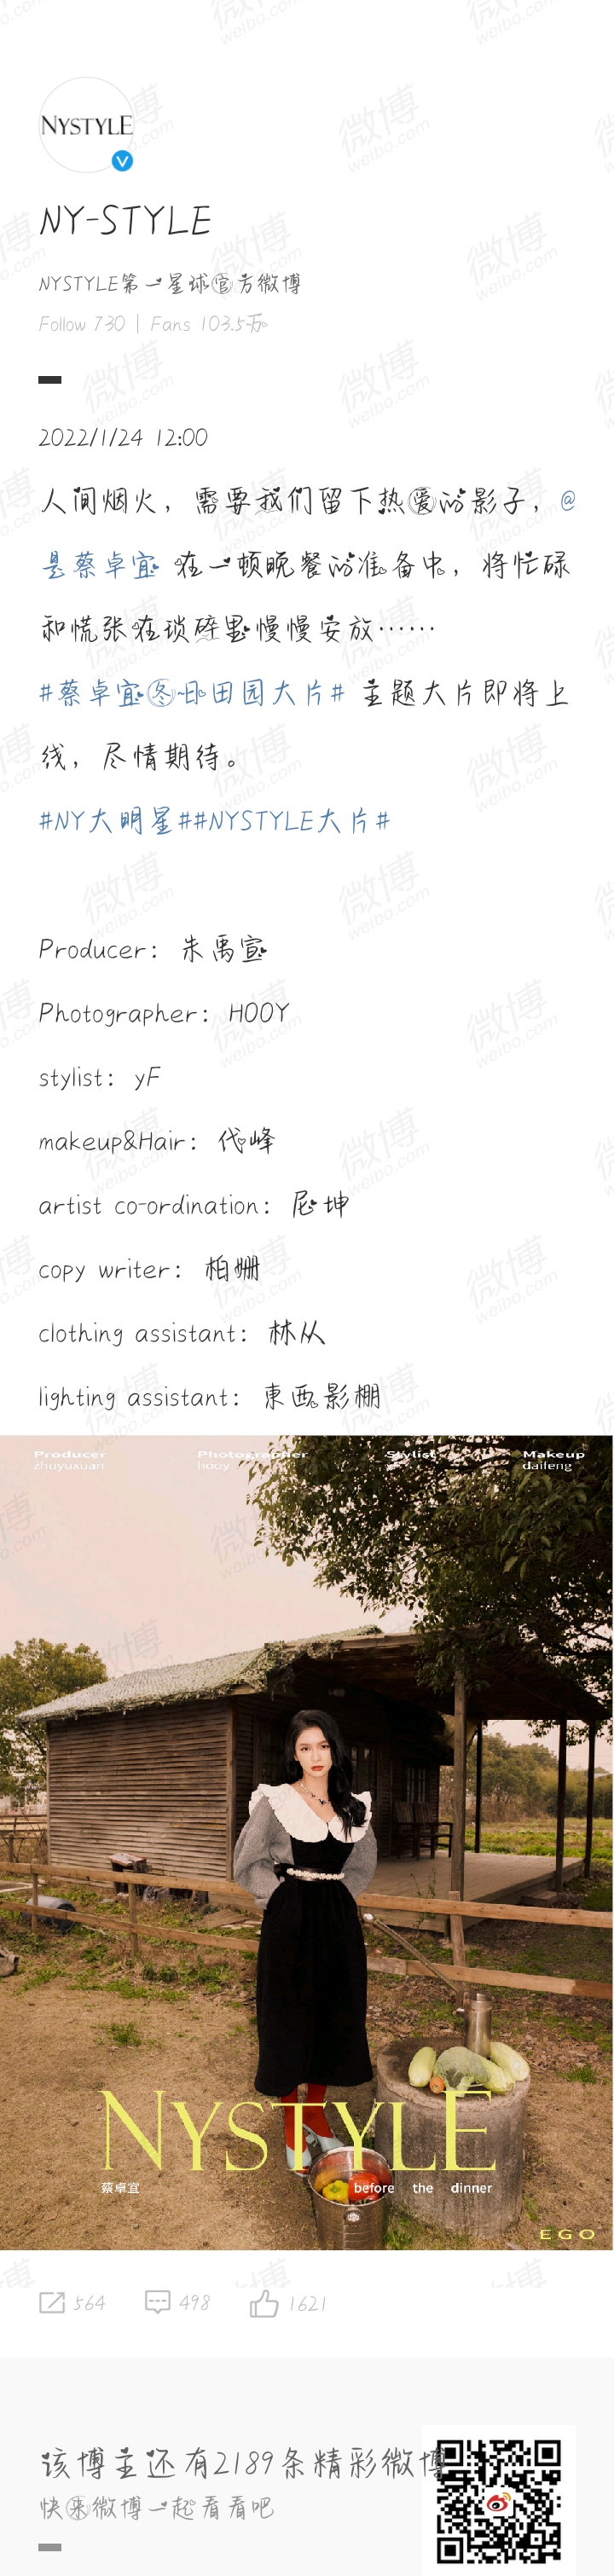 NYSTYLE
NY-STYLE
NYSTYLE第一星球官方微博
Follow 730 | Fans 103.5万
2022/1/24 12:00
人间烟火，需要我们留下热爱的影子，@
是蔡卓宜 在一顿晚餐的准备中，将忙碌
和慌张在琐碎里慢慢安放……
#蔡卓宜冬日田园大片# 主题大片即将上
线，尽情期待。
#NY大明星##NYSTYLE大片#
Producer：朱禹宣
Photographer：HOOY
stylist：yF
makeup&Hair：代峰
artist co-ordination：尼坤
copy writer：柏姗
clothing assistant：林从
lighting assistant：東西影棚
Producer Photographer Stylist Makeup
zhuyuxuan hooy daifeng
NYSTYLE
蔡卓宜 before the dinner
EGO
564 498 1621
该博主还有2189条精彩微博
快来微博一起看看吧
微博
weibo.com